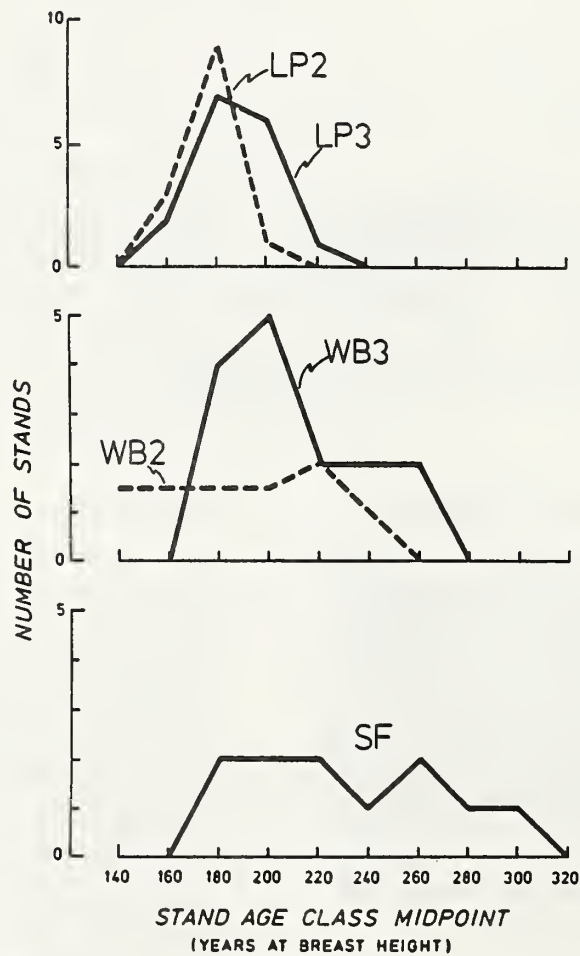 10
LP2
LP3
5
0
5
WB3
WB2
0
NUMBER OF STANDS
5
SF
0
140 160 180 200 220 240 260 280 300 320
STAND AGE CLASS MIDPOINT
(YEARS AT BREAST HEIGHT)